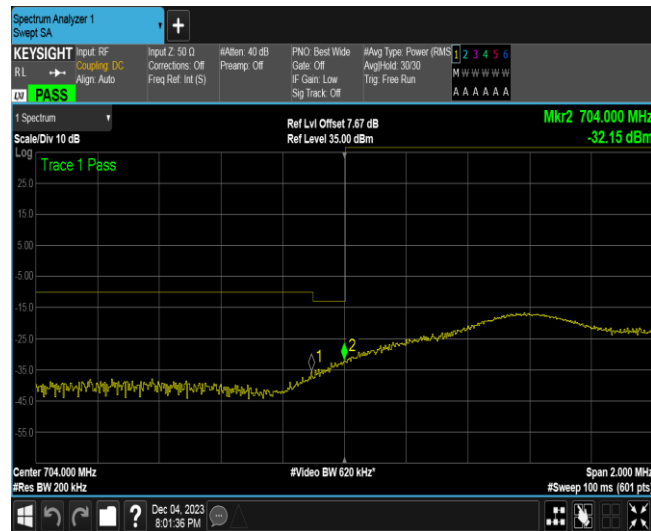 Spectrum Analyzer 1
Swept SA
+
KEYSIGHT
Input: RF
Coupling: DC
Align: Auto
Input Z: 50 Ω
Corrections: Off
Freq Ref: Int (S)
#Atten: 40 dB
Preamp: Off
PNO: Best Wide
Gate: Off
IF Gain: Low
Sig Track: Off
#Avg Type: Power (RMS
Avg|Hold: 30/30
Trig: Free Run
1 2 3 4 5 6
M W W W W W
A A A A A A
RL
LXI
PASS
1 Spectrum
Scale/Div 10 dB
Ref Lvl Offset 7.67 dB
Ref Level 35.00 dBm
Mkr2 704.000 MHz
-32.15 dBm
Log
Trace 1 Pass
25.0
15.0
5.00
-5.00
-15.0
-25.0
-35.0
-45.0
-55.0
1
2
Center 704.000 MHz
#Res BW 200 kHz
#Video BW 620 kHz*
Span 2.000 MHz
#Sweep 100 ms (601 pts)
?
Dec 04, 2023
8:01:36 PM